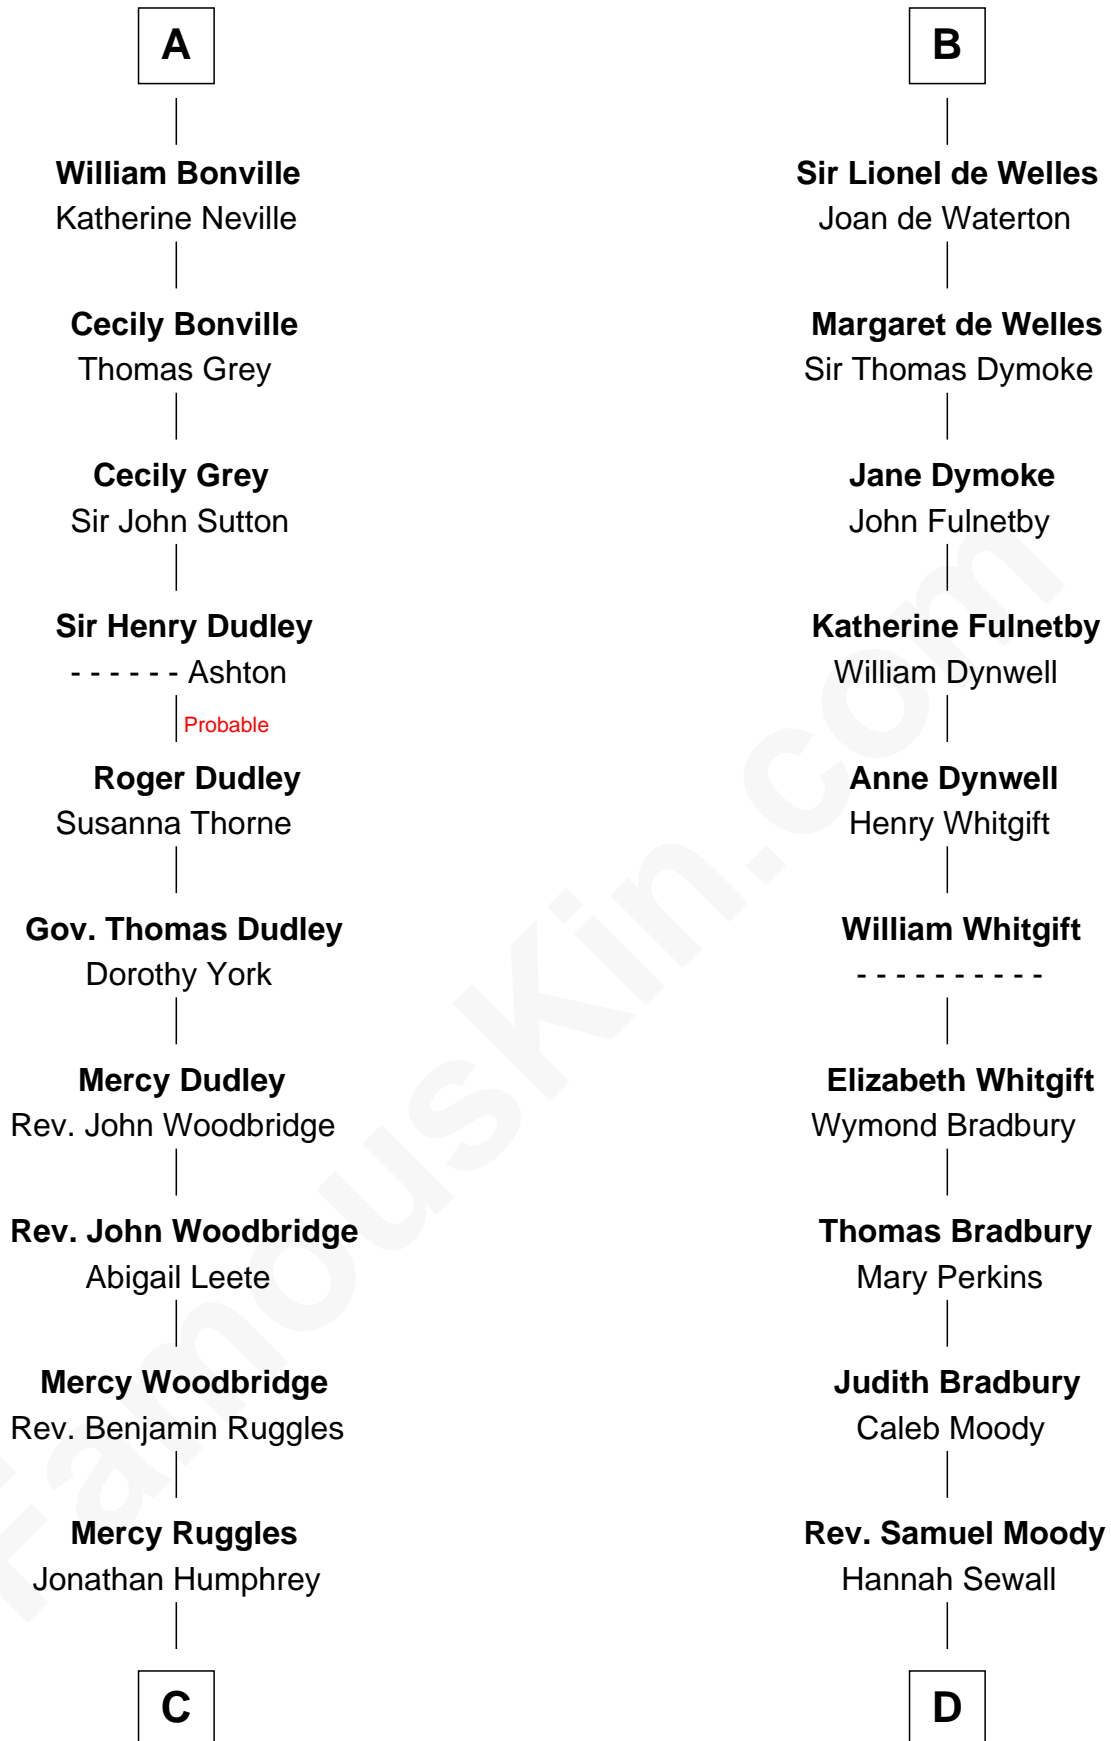 A
William Bonville
Katherine Neville
Cecily Bonville
Thomas Grey
Cecily Grey
Sir John Sutton
Sir Henry Dudley
- - - - - - Ashton
Probable
Roger Dudley
Susanna Thorne
Gov. Thomas Dudley
Dorothy York
Mercy Dudley
Rev. John Woodbridge
Rev. John Woodbridge
Abigail Leete
Mercy Woodbridge
Rev. Benjamin Ruggles
Mercy Ruggles
Jonathan Humphrey
C
B
Sir Lionel de Welles
Joan de Waterton
Margaret de Welles
Sir Thomas Dymoke
Jane Dymoke
John Fulnetby
Katherine Fulnetby
William Dynwell
Anne Dynwell
Henry Whitgift
William Whitgift
- - - - - - - - - -
Elizabeth Whitgift
Wymond Bradbury
Thomas Bradbury
Mary Perkins
Judith Bradbury
Caleb Moody
Rev. Samuel Moody
Hannah Sewall
D
FamousKin.com